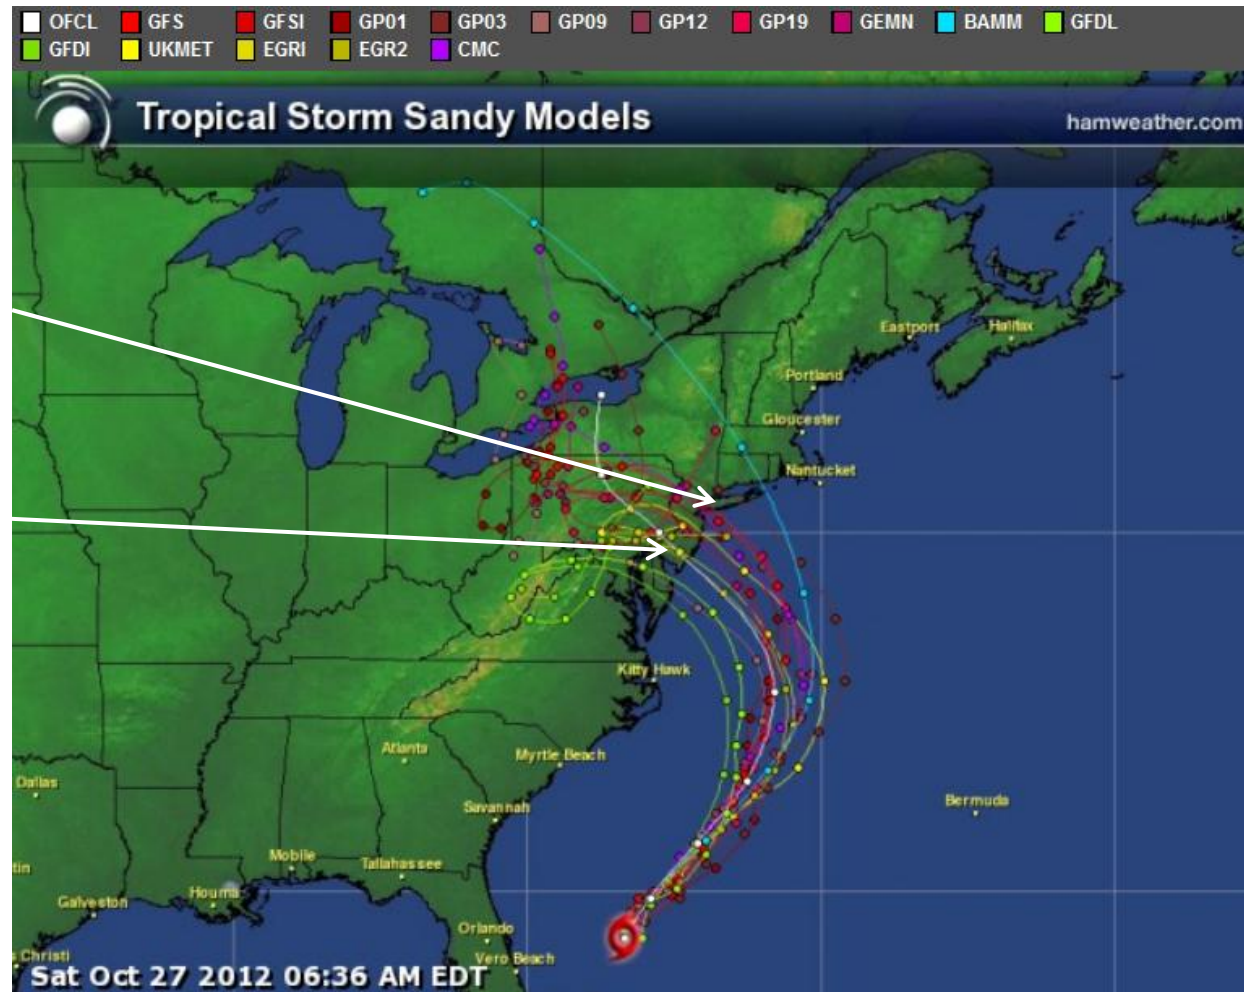 OFCL GFS GFSI GP01 GP03 GP09 GP12 GP19 GEMN BAMM GFDL
GFDI UKMET EGRI EGR2 CMC
Tropical Storm Sandy Models
hamweather.com
Eastport
Halifax
Portland
Gloucester
Nantucket
Kitty Hawk
Atlanta
Myrtle Beach
Dallas
Bermuda
Savannah
Mobile
Tallahassee
tin
Houma
Galveston
Orlando
s Christi
Vero Beach
Sat Oct 27 2012 06:36 AM EDT